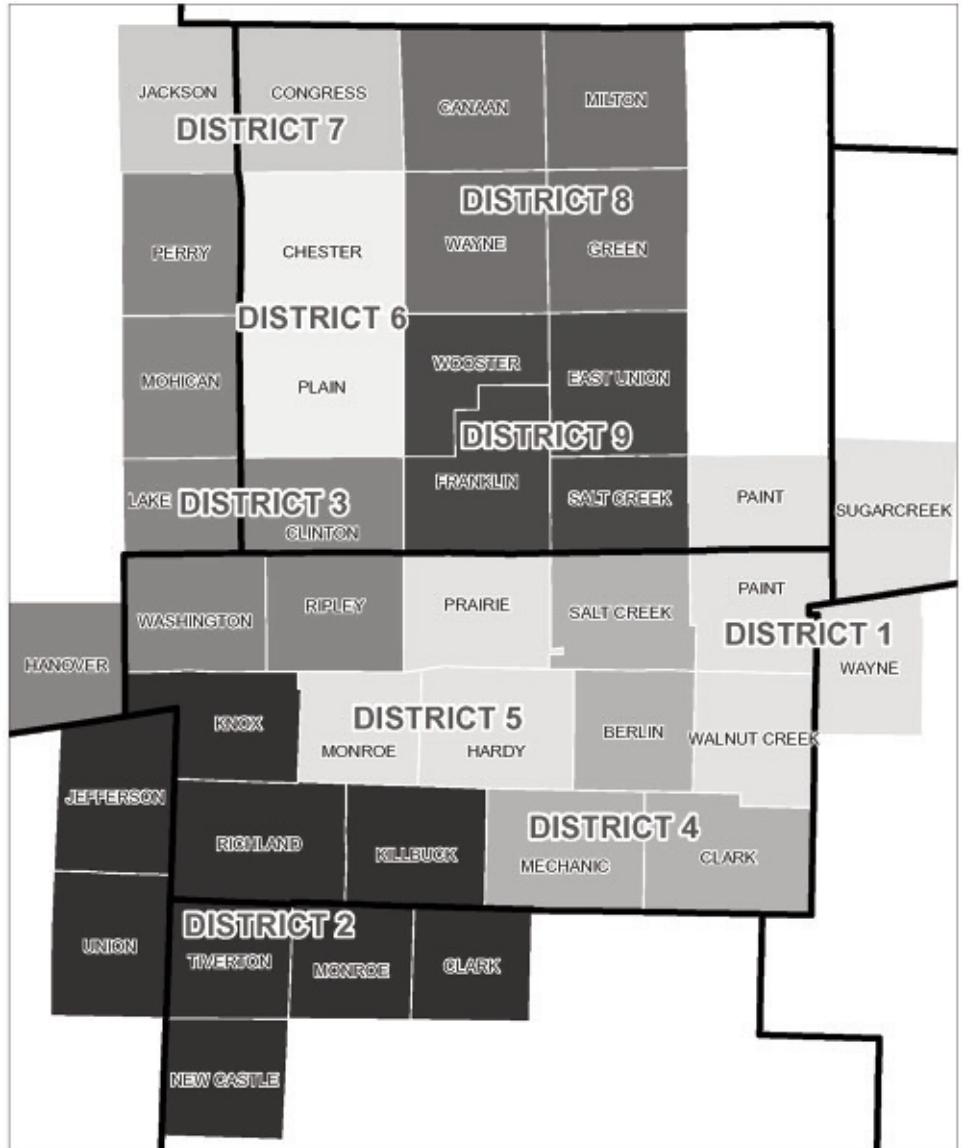 JACKSON
CONGRESS
CANAAN
MILTON
DISTRICT 7
DISTRICT 8
PERRY
CHESTER
WAYNE
GREEN
DISTRICT 6
MOHICAN
PLAIN
WOOSTER
EAST UNION
DISTRICT 9
LAKE
DISTRICT 3
CLINTON
FRANKLIN
SALT CREEK
PAINT
SUGARCREEK
WASHINGTON
RIPLEY
PRAIRIE
SALT CREEK
PAINT
DISTRICT 1
HANOVER
WAYNE
KNOX
DISTRICT 5
MONROE
HARDY
BERLIN
WALNUT CREEK
JEFFERSON
RICHLAND
KILLBUCK
DISTRICT 4
MECHANIC
CLARK
DISTRICT 2
UNION
TIVERTON
MONROE
CLARK
NEW CASTLE